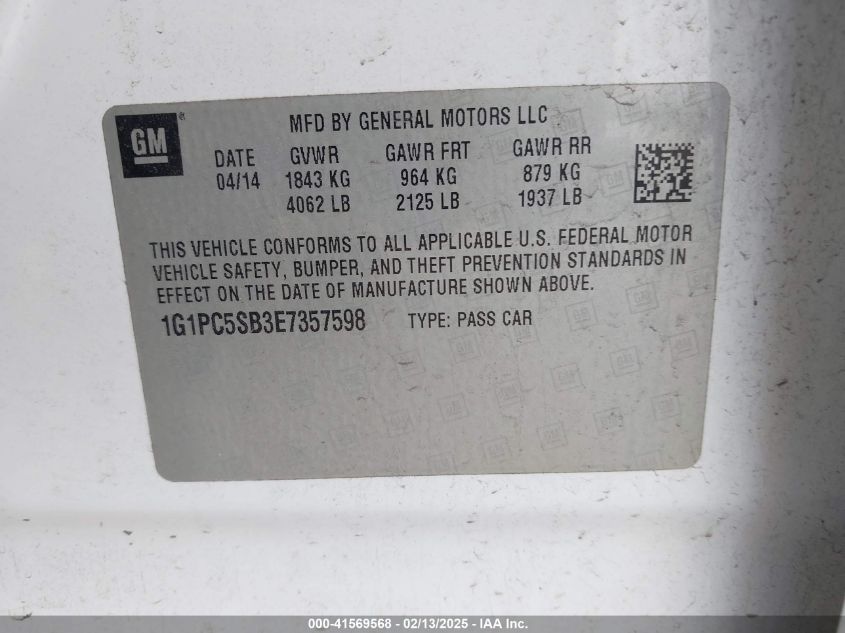 GM®
MFD BY GENERAL MOTORS LLC
DATE GVWR GAWR FRT GAWR RR
04/14 1843 KG 964 KG 879 KG
4062 LB 2125 LB 1937 LB
THIS VEHICLE CONFORMS TO ALL APPLICABLE U.S. FEDERAL MOTOR
VEHICLE SAFETY, BUMPER, AND THEFT PREVENTION STANDARDS IN
EFFECT ON THE DATE OF MANUFACTURE SHOWN ABOVE.
1G1PC5SB3E7357598 TYPE: PASS CAR
000-41569568 - 02/13/2025 - IAA Inc.